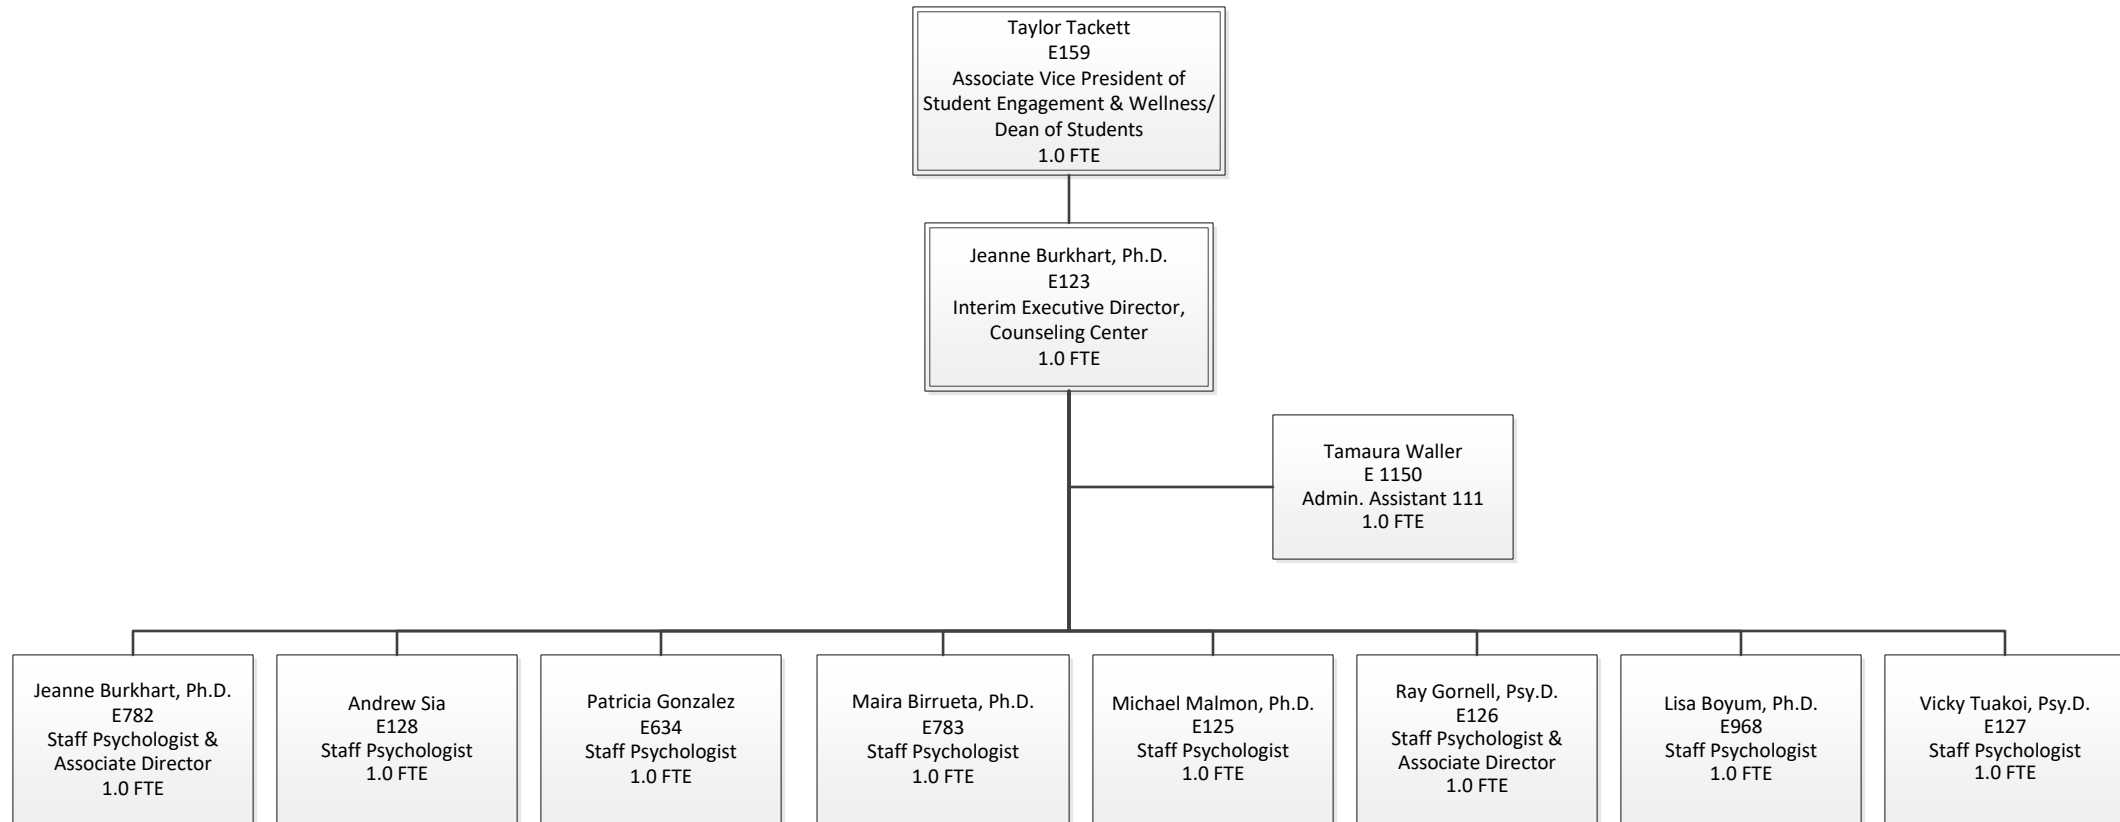 Taylor Tackett
E159
Associate Vice President of
Student Engagement & Wellness/
Dean of Students
1.0 FTE
Jeanne Burkhart, Ph.D.
E123
Interim Executive Director,
Counseling Center
1.0 FTE
Tamaura Waller
E 1150
Admin. Assistant 111
1.0 FTE
Jeanne Burkhart, Ph.D.
E782
Staff Psychologist &
Associate Director
1.0 FTE
Andrew Sia
E128
Staff Psychologist
1.0 FTE
Patricia Gonzalez
E634
Staff Psychologist
1.0 FTE
Maira Birrueta, Ph.D.
E783
Staff Psychologist
1.0 FTE
Michael Malmon, Ph.D.
E125
Staff Psychologist
1.0 FTE
Ray Gornell, Psy.D.
E126
Staff Psychologist &
Associate Director
1.0 FTE
Lisa Boyum, Ph.D.
E968
Staff Psychologist
1.0 FTE
Vicky Tuakoi, Psy.D.
E127
Staff Psychologist
1.0 FTE